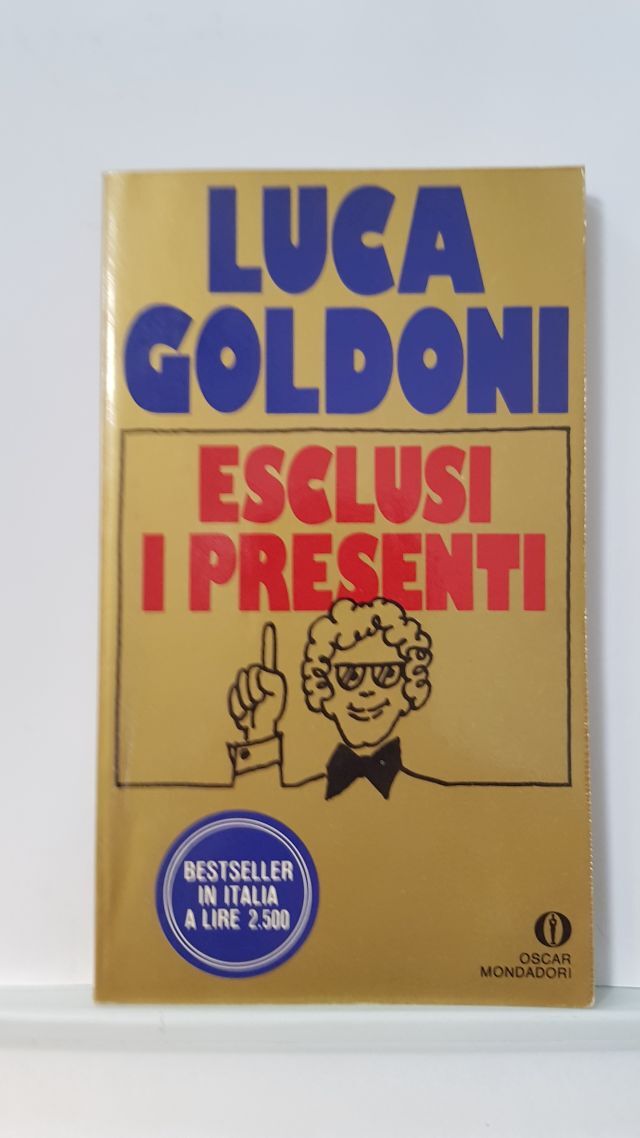 LUCA
GOLDONI
ESCLUSI
I PRESENTI
BESTSELLER
IN ITALIA
A LIRE 2.500
OSCAR
MONDADORI